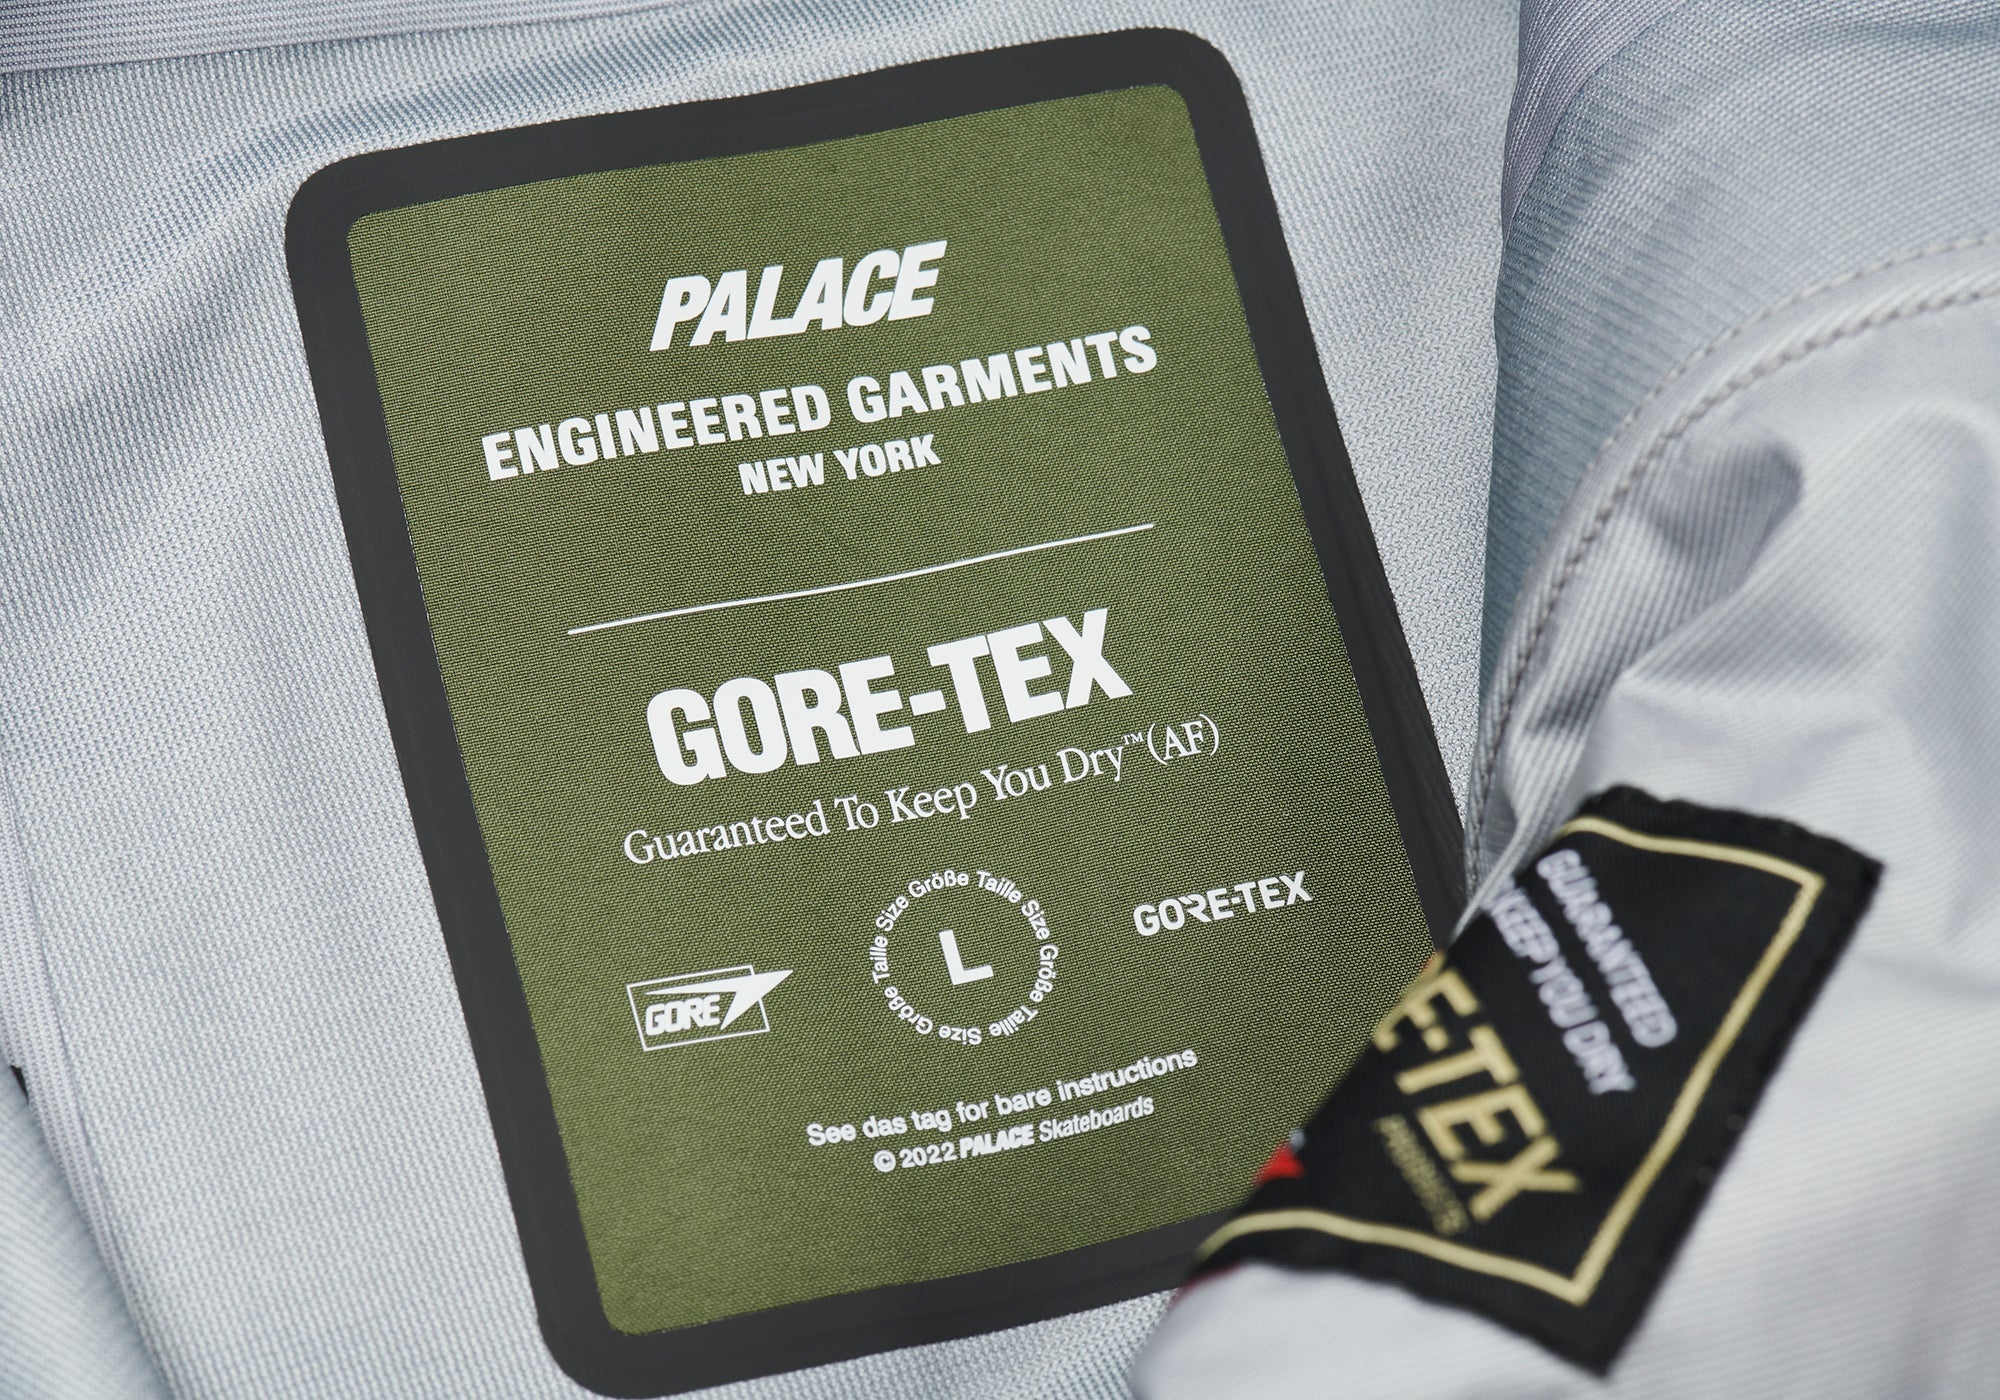 PALACE
ENGINEERED GARMENTS
NEW YORK
GORE-TEX
Guaranteed To Keep You Dry™(AF)
Size Größe Taille Size Größe Taille Size Größe Taille
L
GORE-TEX
GORE
See das tag for bare instructions
© 2022 PALACE Skateboards
GUARANTEED
KEEP YOU DRY
E-TEX
PRODUCTS